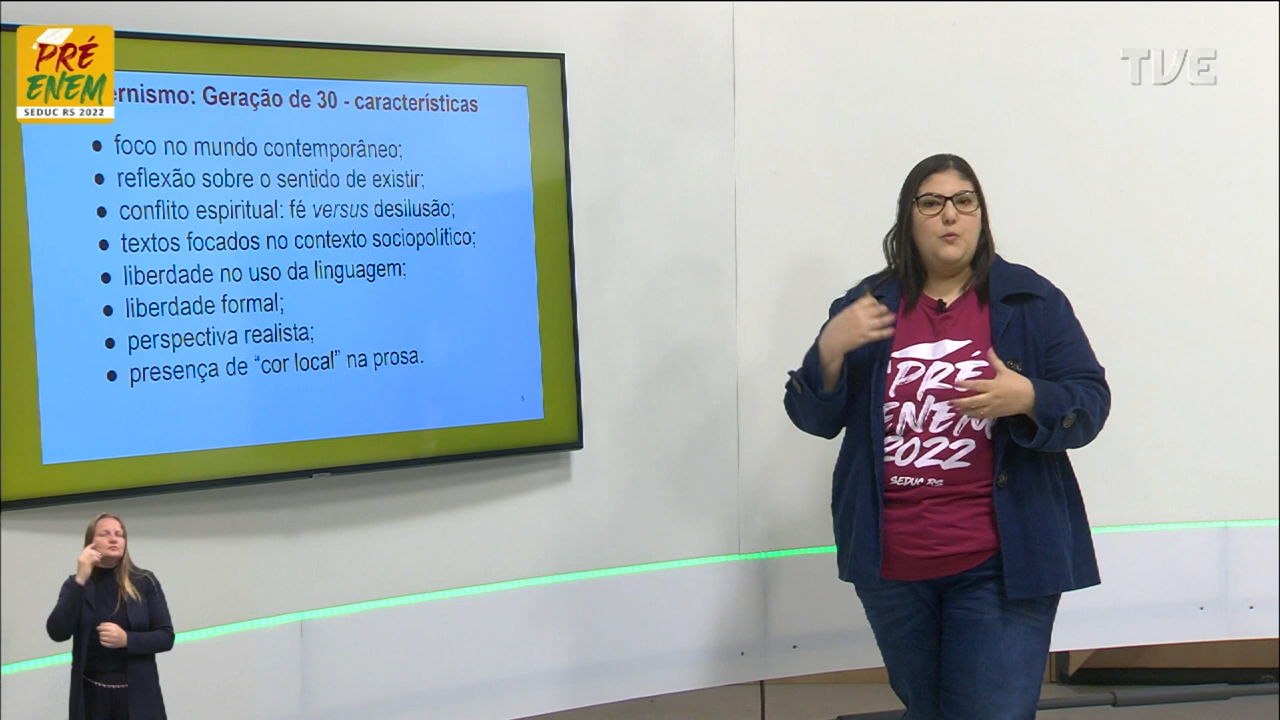 PRÉ
ENEM
SEDUC RS 2022
TVE
ernismo: Geração de 30 - características
● foco no mundo contemporâneo;
● reflexão sobre o sentido de existir;
● conflito espiritual: fé versus desilusão;
● textos focados no contexto sociopolítico;
● liberdade no uso da linguagem;
● liberdade formal;
● perspectiva realista;
● presença de “cor local” na prosa.
5
PRÉ
ENEM
2022
SEDUC RS